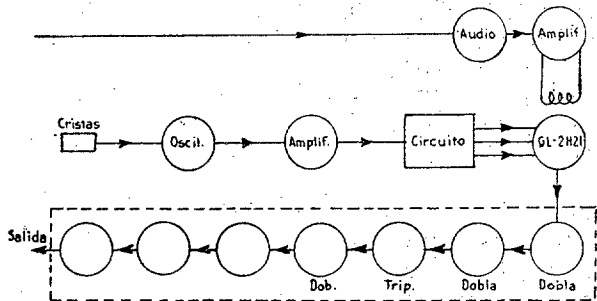 Audio
Amplif
Cristas
Oscil.
Amplif.
Circuito
GL-2H21
Salida
Dob.
Trip.
Dobla
Dobla